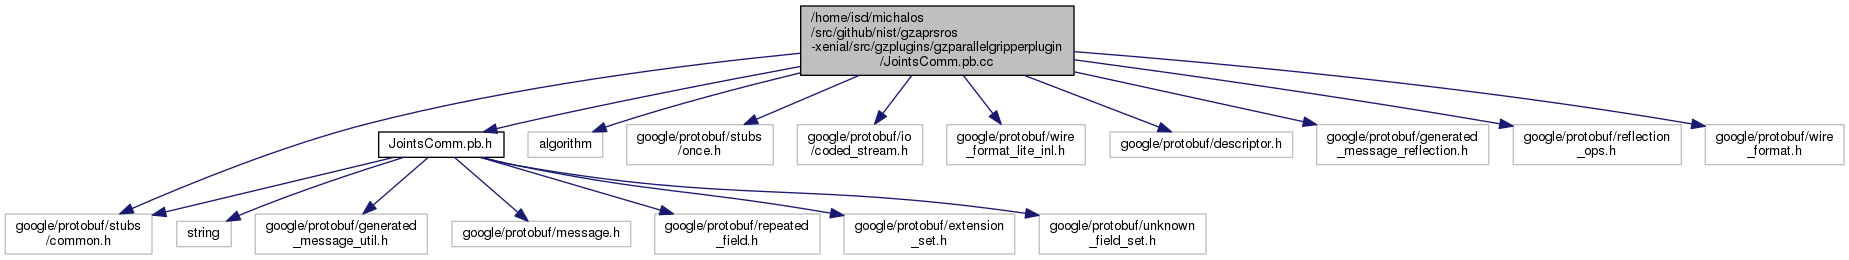 /home/isd/michalos
/src/github/nist/gzaprsros
-xenial/src/gzplugins/gzparallelgripperplugin
/JointsComm.pb.cc
JointsComm.pb.h
algorithm
google/protobuf/stubs
/once.h
google/protobuf/io
/coded_stream.h
google/protobuf/wire
_format_lite_inl.h
google/protobuf/descriptor.h
google/protobuf/generated
_message_reflection.h
google/protobuf/reflection
_ops.h
google/protobuf/wire
_format.h
google/protobuf/stubs
/common.h
string
google/protobuf/generated
_message_util.h
google/protobuf/message.h
google/protobuf/repeated
_field.h
google/protobuf/extension
_set.h
google/protobuf/unknown
_field_set.h